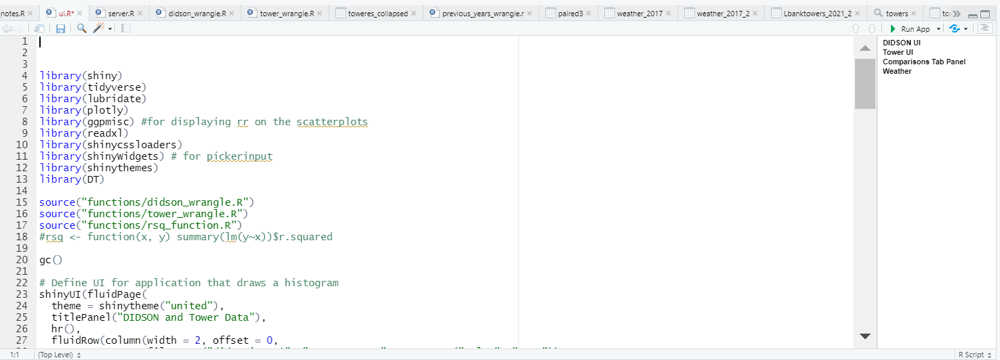 notes.R ui.R* server.R didson_wrangle.R tower_wrangle.R toweres_collapsed previous_years_wrangle.r paired3 weather_2017 weather_2017_2 Lbanktowers_2021_2 towers
Run App
1
2
3
4 library(shiny)
5 library(tidyverse)
6 library(lubridate)
7 library(plotly)
8 library(ggpmisc) #for displaying rr on the scatterplots
9 library(readxl)
10 library(shinycssloaders)
11 library(shinyWidgets) # for pickerinput
12 library(shinythemes)
13 library(DT)
14
15 source("functions/didson_wrangle.R")
16 source("functions/tower_wrangle.R")
17 source("functions/rsq_function.R")
18 #rsq <- function(x, y) summary(lm(y~x))$r.squared
19
20 gc()
21
22 # Define UI for application that draws a histogram
23 shinyUI(fluidPage(
24 theme = shinytheme("united"),
25 titlePanel("DIDSON and Tower Data"),
26 hr(),
27 fluidRow(column(width = 2, offset = 0,
DIDSON UI
Tower UI
Comparisons Tab Panel
Weather
1:1 (Top Level) R Script